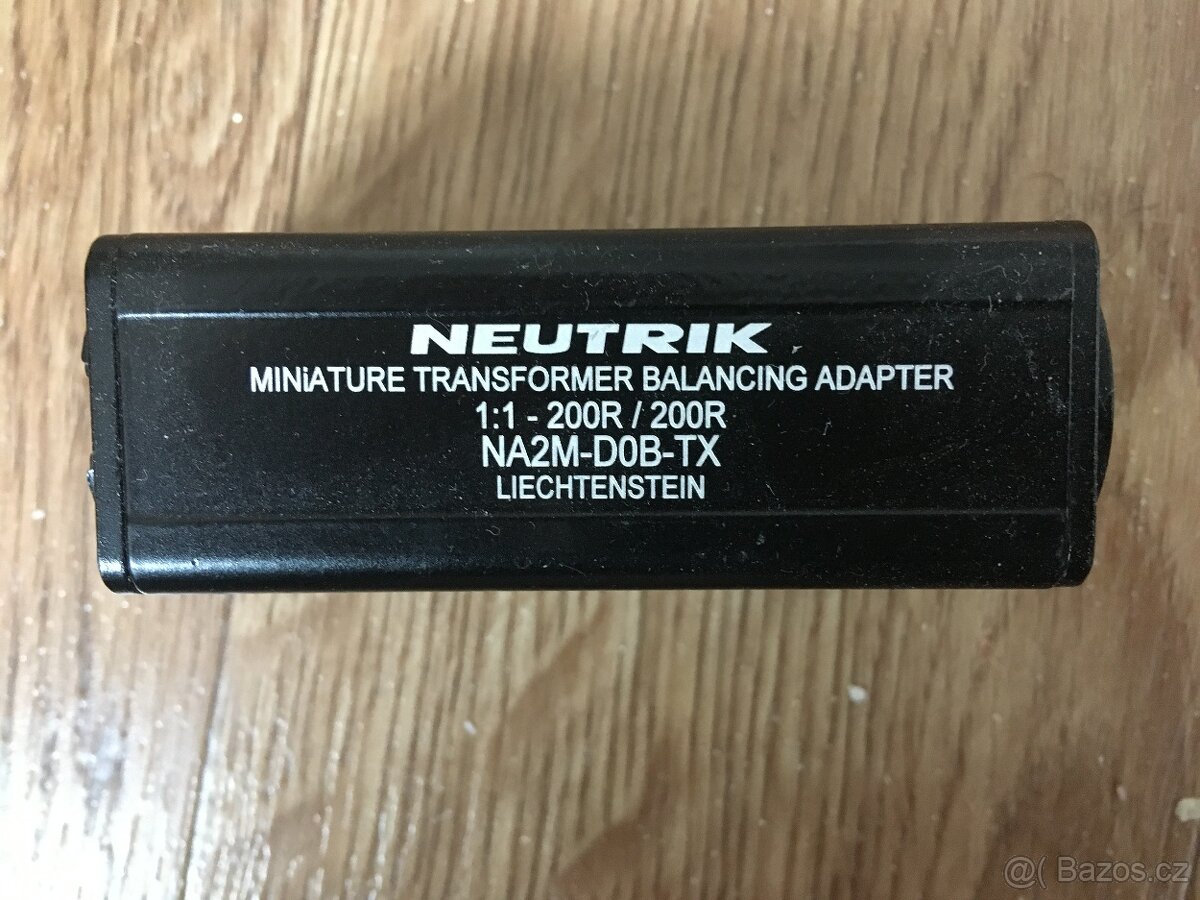 NEUTRIK
MINiATURE TRANSFORMER BALANCING ADAPTER
1:1 - 200R / 200R
NA2M-D0B-TX
LIECHTENSTEIN
@( Bazos.cz